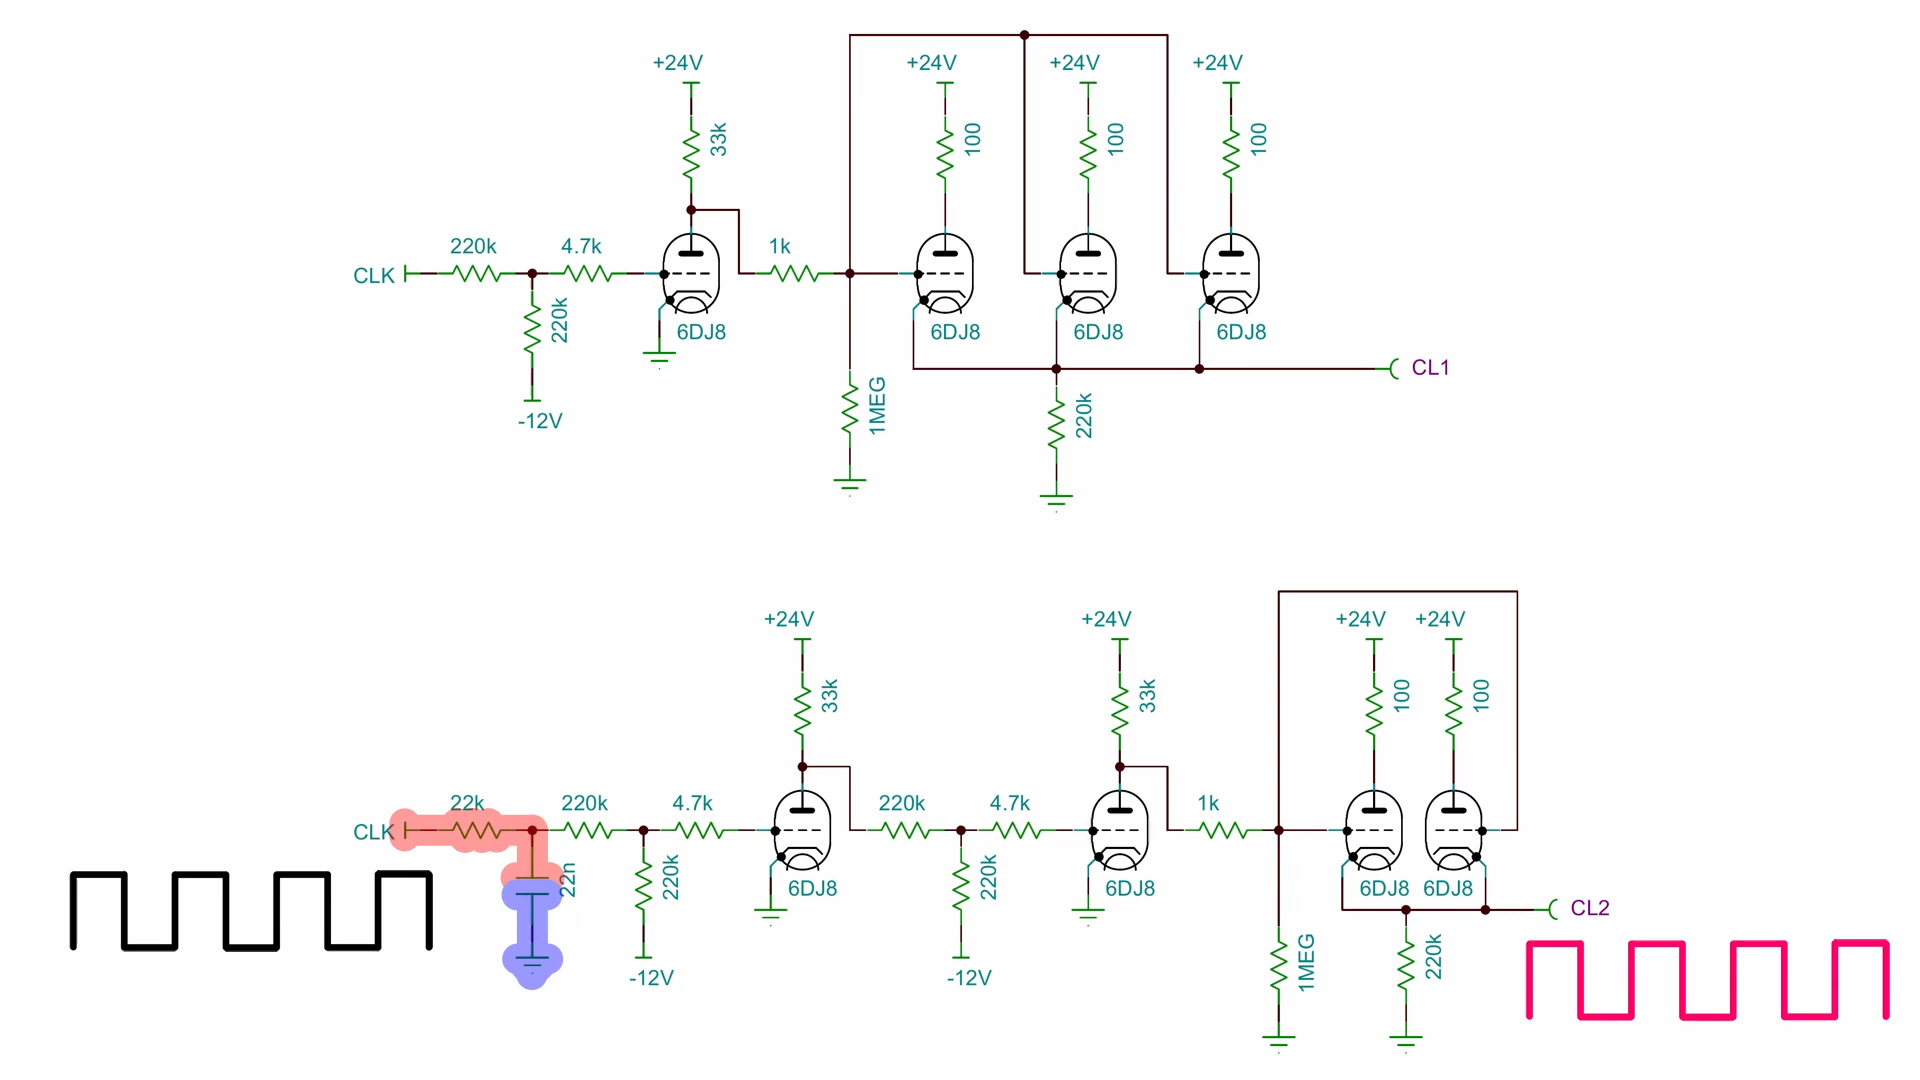 +24V +24V +24V +24V
33k 100 100 100
220k 4.7k 1k
CLK
220k
6DJ8 6DJ8 6DJ8 6DJ8
CL1
1MEG 220k
-12V
+24V +24V +24V +24V
33k 33k 100 100
22k 220k 4.7k 220k 4.7k 1k
CLK
22n 220k 220k
6DJ8 6DJ8 6DJ8 6DJ8
CL2
1MEG 220k
-12V -12V